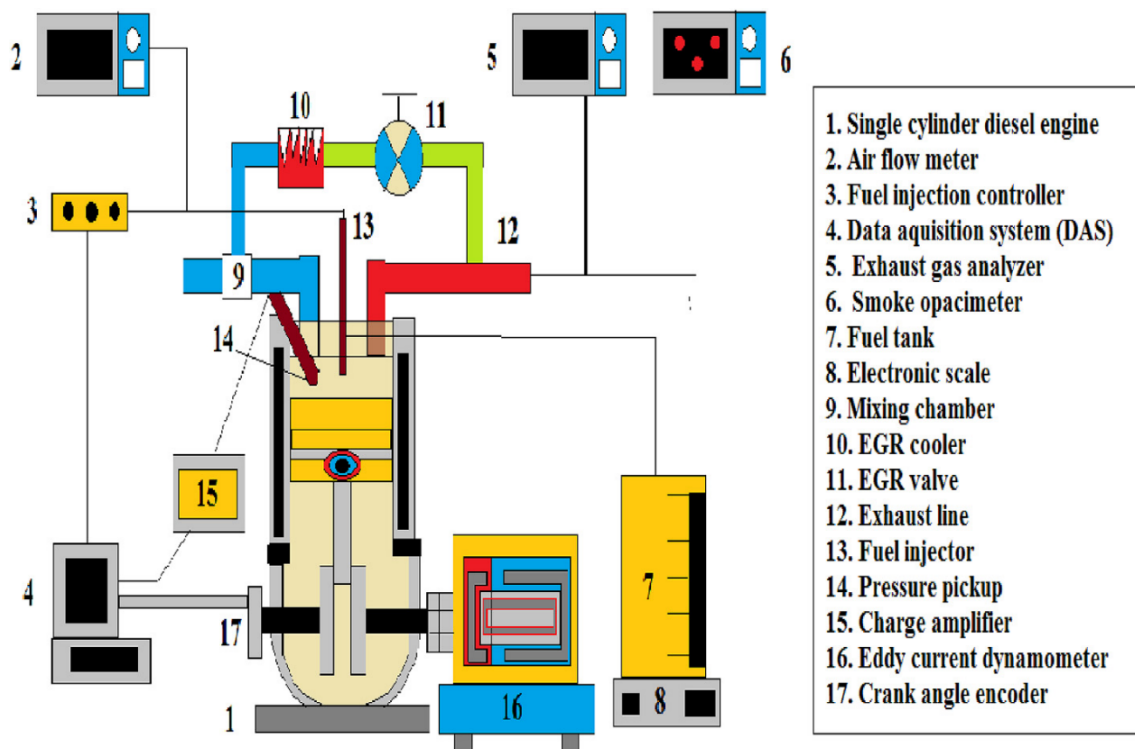 2
5
6
10
11
3
13
12
9
14
15
4
7
17
1
16
8
1. Single cylinder diesel engine
2. Air flow meter
3. Fuel injection controller
4. Data aquisition system (DAS)
5. Exhaust gas analyzer
6. Smoke opacimeter
7. Fuel tank
8. Electronic scale
9. Mixing chamber
10. EGR cooler
11. EGR valve
12. Exhaust line
13. Fuel injector
14. Pressure pickup
15. Charge amplifier
16. Eddy current dynamometer
17. Crank angle encoder